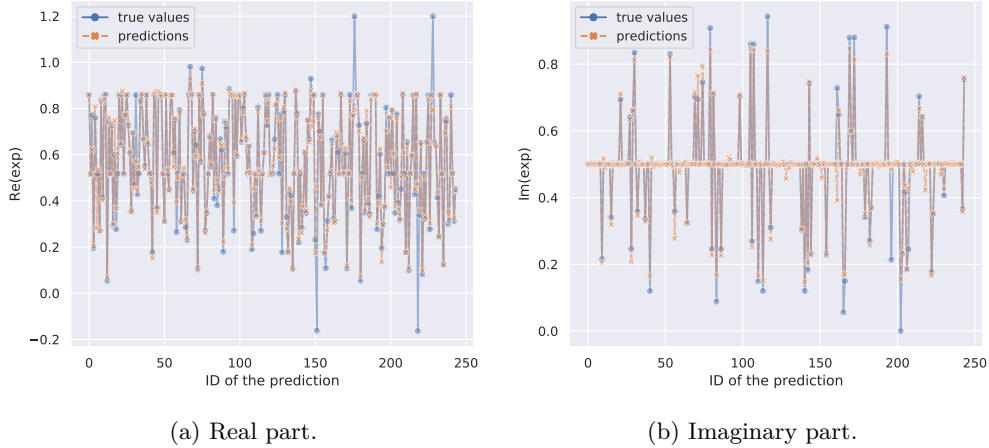 true values
predictions
1.2
1.0
0.8
0.6
0.4
0.2
0.0
−0.2
Re(exp)
0
50
100
150
200
250
ID of the prediction
(a) Real part.
true values
predictions
0.8
0.6
0.4
0.2
0.0
Im(exp)
0
50
100
150
200
250
ID of the prediction
(b) Imaginary part.